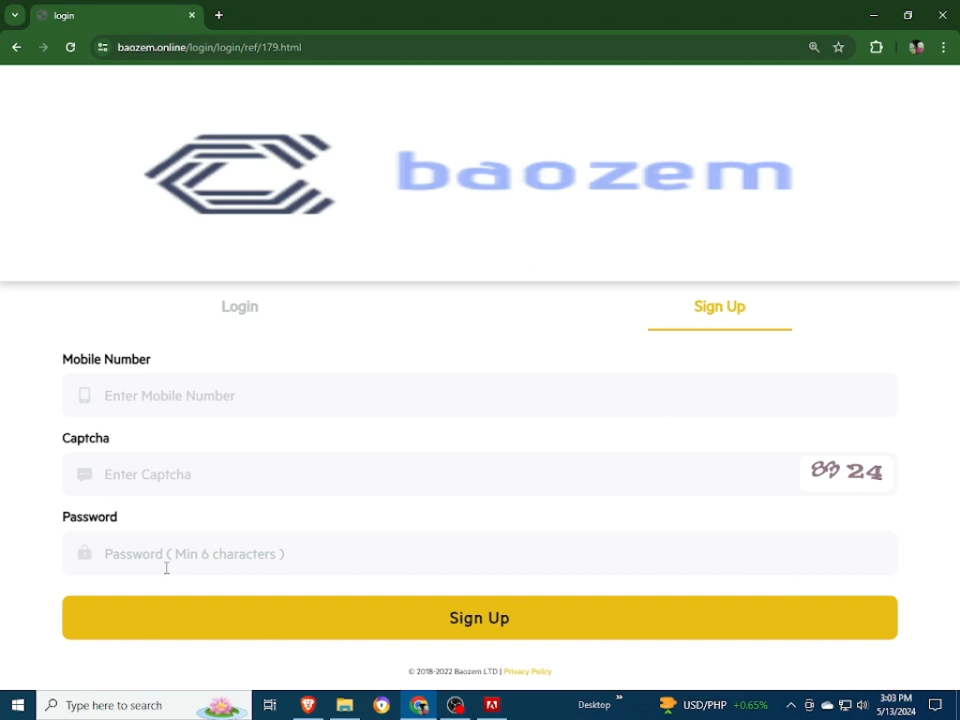 login
baozem.online/login/login/ref/179.html
baozem
Login
Sign Up
Mobile Number
Enter Mobile Number
Captcha
Enter Captcha
8324
Password
Password ( Min 6 characters )
Sign Up
© 2018-2022 Baozem LTD | Privacy Policy
Type here to search
Desktop
USD/PHP +0.65%
3:03 PM
5/13/2024